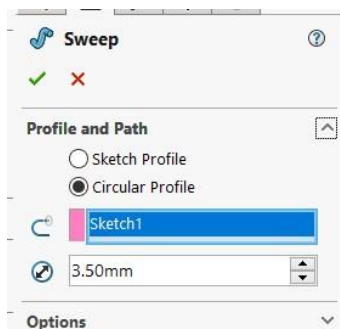 Sweep
Profile and Path
Sketch Profile
Circular Profile
Sketch1
3.50mm
Options